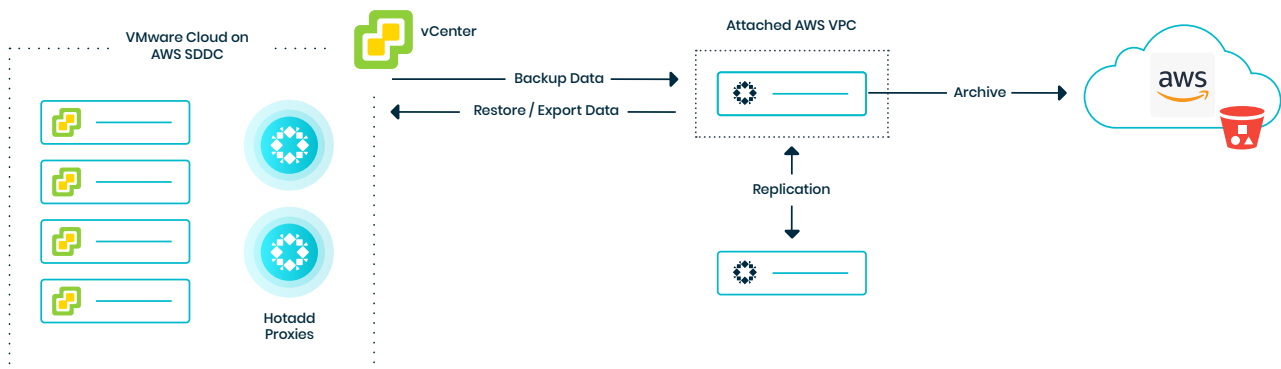 VMware Cloud on
AWS SDDC
vCenter
Attached AWS VPC
Backup Data
Restore / Export Data
Archive
aws
Replication
Hotadd
Proxies